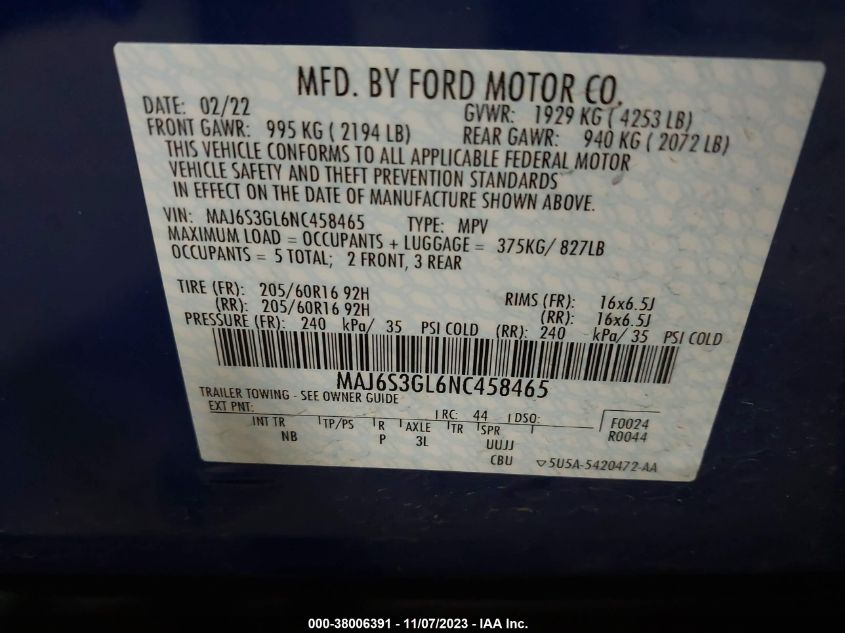 MFD. BY FORD MOTOR CO.
DATE: 02/22 GVWR: 1929 KG ( 4253 LB)
FRONT GAWR: 995 KG ( 2194 LB) REAR GAWR: 940 KG ( 2072 LB)
THIS VEHICLE CONFORMS TO ALL APPLICABLE FEDERAL MOTOR
VEHICLE SAFETY AND THEFT PREVENTION STANDARDS
IN EFFECT ON THE DATE OF MANUFACTURE SHOWN ABOVE.
VIN: MAJ6S3GL6NC458465 TYPE: MPV
MAXIMUM LOAD = OCCUPANTS + LUGGAGE = 375KG/ 827LB
OCCUPANTS = 5 TOTAL; 2 FRONT, 3 REAR
TIRE (FR): 205/60R16 92H RIMS (FR): 16x6.5J
(RR): 205/60R16 92H (RR): 16x6.5J
PRESSURE (FR): 240 kPa/ 35 PSI COLD (RR): 240 kPa/ 35 PSI COLD
MAJ6S3GL6NC458465
TRAILER TOWING - SEE OWNER GUIDE
EXT PNT: RC: 44 DSO: F0024
INT TR TP/PS R AXLE TR SPR R0044
NB P 3L UUJJ
CBU 5U5A-5420472-AA
000-38006391 - 11/07/2023 - IAA Inc.